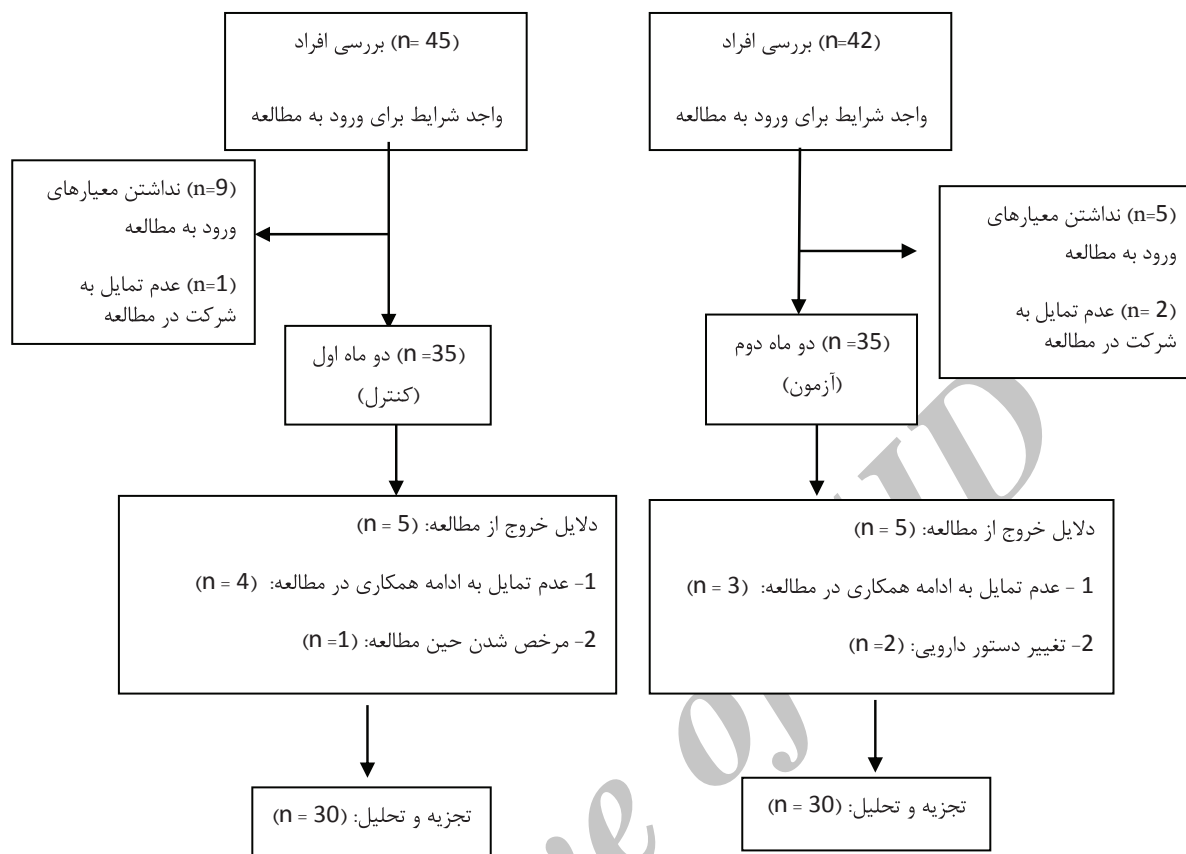 بررسی افراد (n=42)
واجد شرایط برای ورود به مطالعه
نداشتن معیارهای (n=5)
ورود به مطالعه
عدم تمایل به (n= 2)
شرکت در مطالعه
دو ماه دوم (n =35)
(آزمون)
دلایل خروج از مطالعه: (n = 5)
1 - عدم تمایل به ادامه همکاری در مطالعه: (n = 3)
2- تغییر دستور دارویی: (n =2)
تجزیه و تحلیل: (n = 30)
بررسی افراد (n= 45)
واجد شرایط برای ورود به مطالعه
نداشتن معیارهای (n=9)
ورود به مطالعه
عدم تمایل به (n=1)
شرکت در مطالعه
دو ماه اول (n =35)
(کنترل)
دلایل خروج از مطالعه: (n = 5)
1- عدم تمایل به ادامه همکاری در مطالعه: (n = 4)
2- مرخص شدن حین مطالعه: (n =1)
تجزیه و تحلیل: (n = 30)